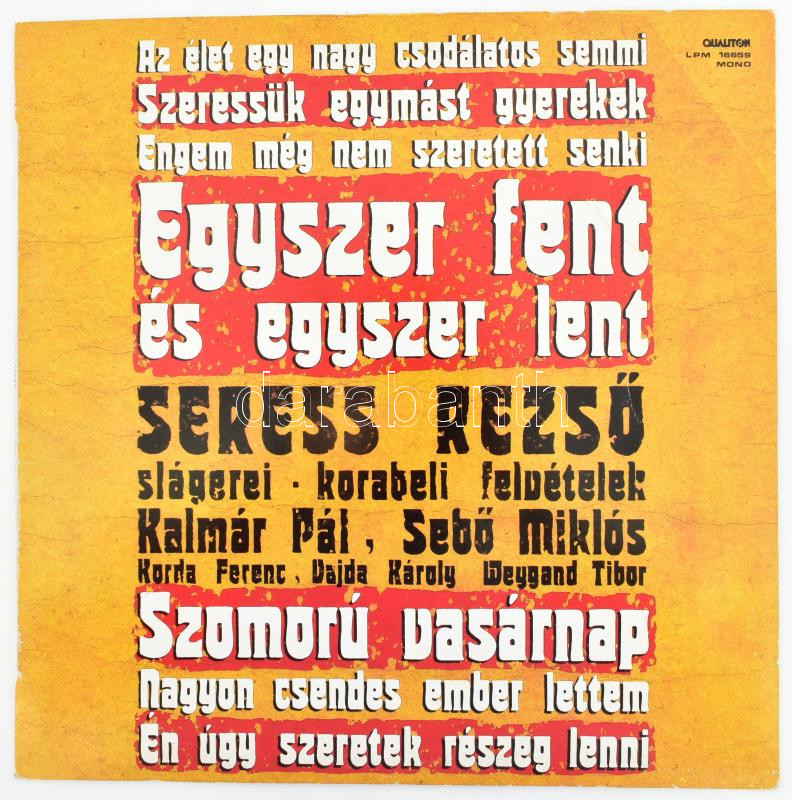 QUALITON
LPM 16659
MONO
Az élet egy nagy csodálatos semmi
Szeressük egymást gyerekek
Engem még nem szeretett senki
Egyszer fent
és egyszer lent
SERESS REZSŐ
slágerei · korabeli felvételek
Kalmár Pál, Sebő Miklós
Korda Ferenc, Vajda Károly Weygand Tibor
Szomorú vasárnap
Nagyon csendes ember lettem
Én úgy szeretek részeg lenni
darabanth